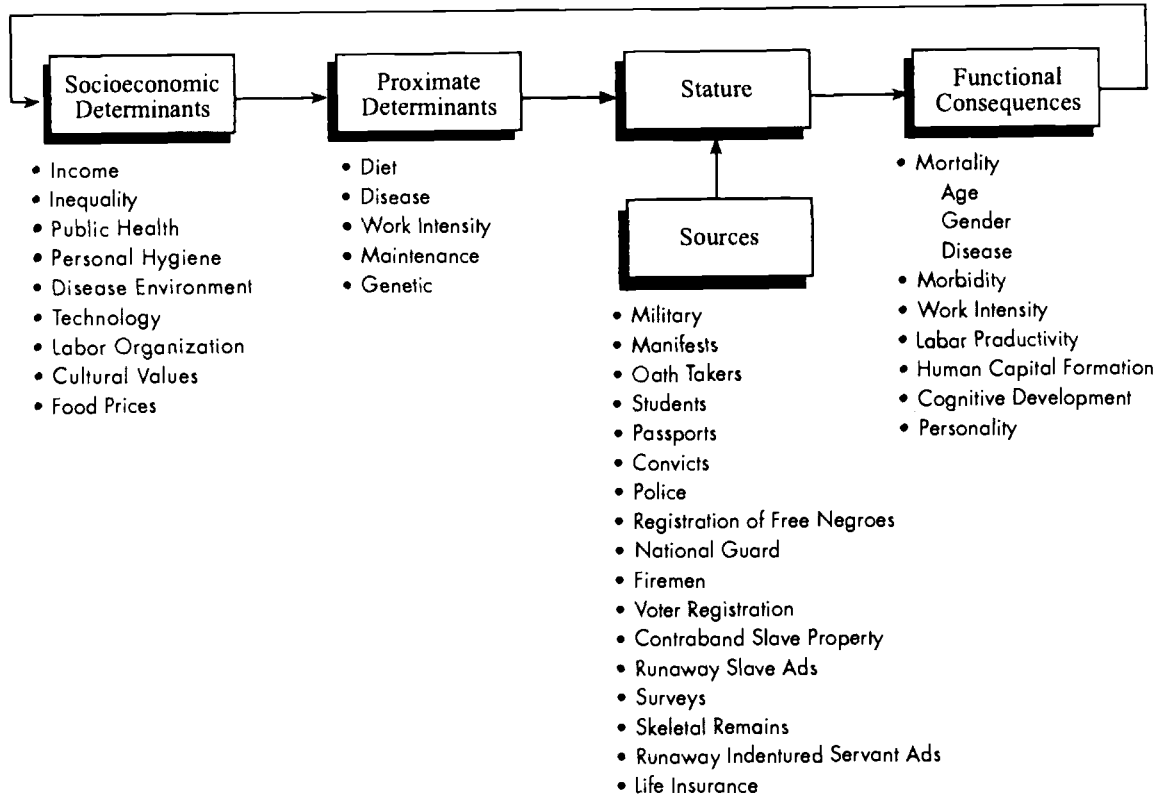 Socioeconomic
Determinants
• Income
• Inequality
• Public Health
• Personal Hygiene
• Disease Environment
• Technology
• Labor Organization
• Cultural Values
• Food Prices
Proximate
Determinants
• Diet
• Disease
• Work Intensity
• Maintenance
• Genetic
Stature
Sources
• Military
• Manifests
• Oath Takers
• Students
• Passports
• Convicts
• Police
• Registration of Free Negroes
• National Guard
• Firemen
• Voter Registration
• Contraband Slave Property
• Runaway Slave Ads
• Surveys
• Skeletal Remains
• Runaway Indentured Servant Ads
• Life Insurance
Functional
Consequences
• Mortality
Age
Gender
Disease
• Morbidity
• Work Intensity
• Labar Productivity
• Human Capital Formation
• Cognitive Development
• Personality